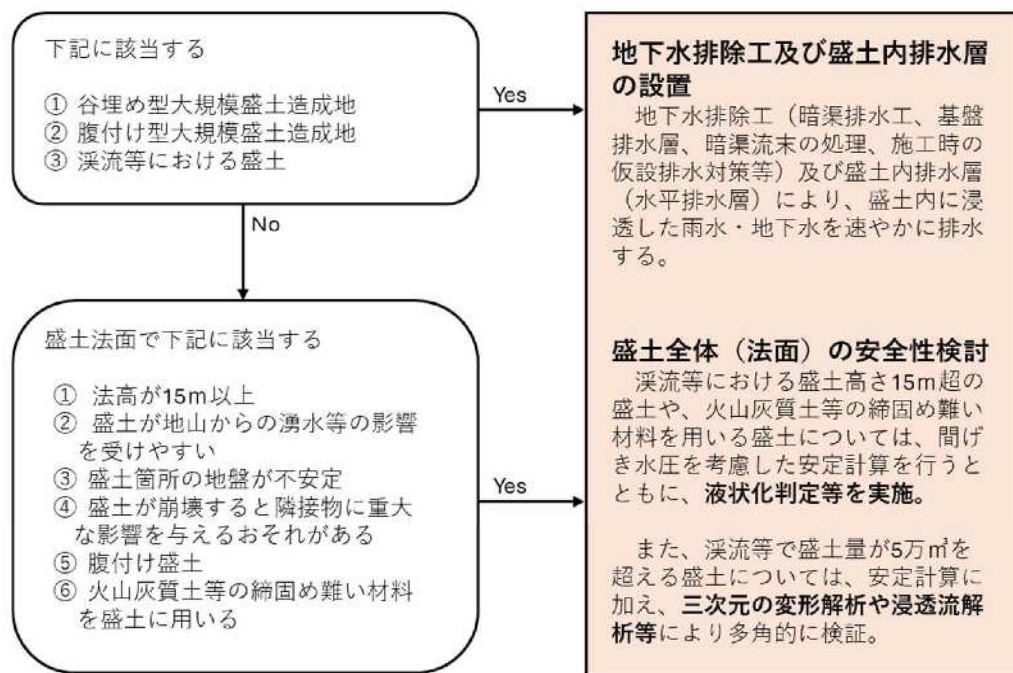 下記に該当する
① 谷埋め型大規模盛土造成地
② 腹付け型大規模盛土造成地
③ 渓流等における盛土
Yes
No
盛土法面で下記に該当する
① 法高が15m以上
② 盛土が地山からの湧水等の影響
を受けやすい
③ 盛土箇所の地盤が不安定
④ 盛土が崩壊すると隣接物に重大
な影響を与えるおそれがある
⑤ 腹付け盛土
⑥ 火山灰質土等の締固め難い材料
を盛土に用いる
Yes
地下水排除工及び盛土内排水層
の設置
地下水排除工（暗渠排水工、基盤
排水層、暗渠流末の処理、施工時の
仮設排水対策等）及び盛土内排水層
（水平排水層）により、盛土内に浸
透した雨水・地下水を速やかに排水
する。
盛土全体（法面）の安全性検討
渓流等における盛土高さ15m超の
盛土や、火山灰質土等の締固め難い
材料を用いる盛土については、間げ
き水圧を考慮した安定計算を行うと
ともに、液状化判定等を実施。
また、渓流等で盛土量が5万㎥を
超える盛土については、安定計算に
加え、三次元の変形解析や浸透流解
析等により多角的に検証。